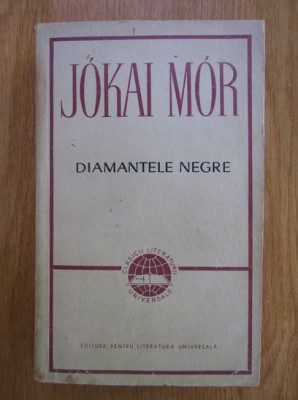 JÓKAI MÓR
DIAMANTELE NEGRE
CLASICII LITERATURII
UNIVERSALE
EDITURA PENTRU LITERATURA UNIVERSALĂ